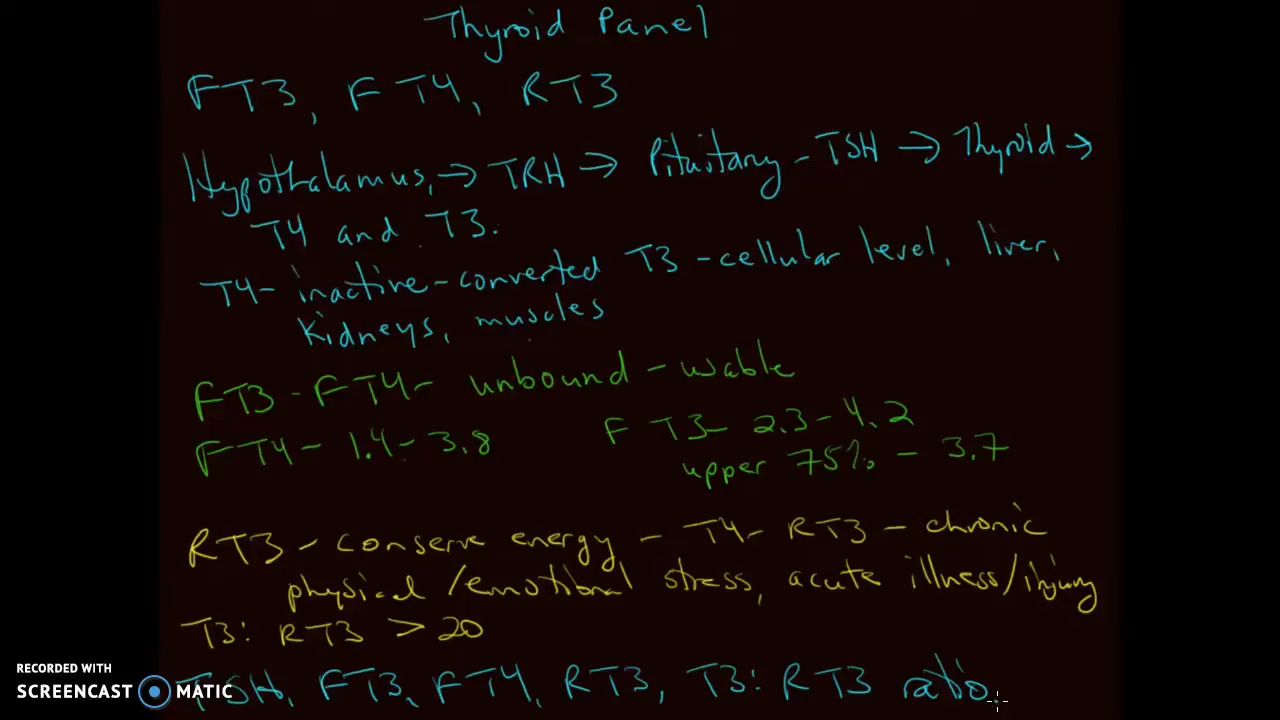 Thyroid Panel
FT3, FT4, RT3
Hypothalamus, → TRH → Pituitary - TSH → Thyroid →
T4 and T3.
T4 - inactive - converted T3 - cellular level, liver,
Kidneys, muscles
FT3 - FT4 - unbound - usable
FT4 - 1.4 - 3.8
F T3 - 2.3 - 4.2
upper 75% - 3.7
RT3 - conserve energy - T4 - RT3 - chronic
physical/emotional stress, acute illness/injury
T3: RT3 > 20
TSH, FT3, FT4, RT3, T3: RT3 ratio.
RECORDED WITH
SCREENCAST MATIC